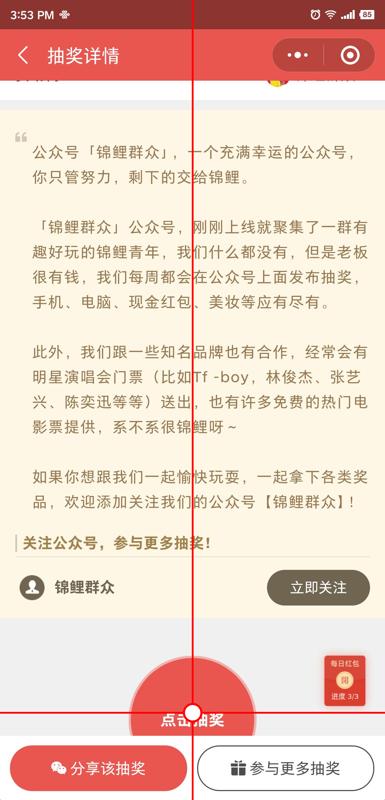 3:53 PM
85
抽奖详情
公众号「锦鲤群众」，一个充满幸运的公众号，
你只管努力，剩下的交给锦鲤。
「锦鲤群众」公众号，刚刚上线就聚集了一群有
趣好玩的锦鲤青年，我们什么都没有，但是老板
很有钱，我们每周都会在公众号上面发布抽奖，
手机、电脑、现金红包、美妆等应有尽有。
此外，我们跟一些知名品牌也有合作，经常会有
明星演唱会门票（比如Tf -boy，林俊杰、张艺
兴、陈奕迅等等）送出，也有许多免费的热门电
影票提供，系不系很锦鲤呀～
如果你想跟我们一起愉快玩耍，一起拿下各类奖
品，欢迎添加关注我们的公众号【锦鲤群众】！
关注公众号，参与更多抽奖！
锦鲤群众
立即关注
每日红包
開
进度 3/3
点击抽奖
分享该抽奖
参与更多抽奖